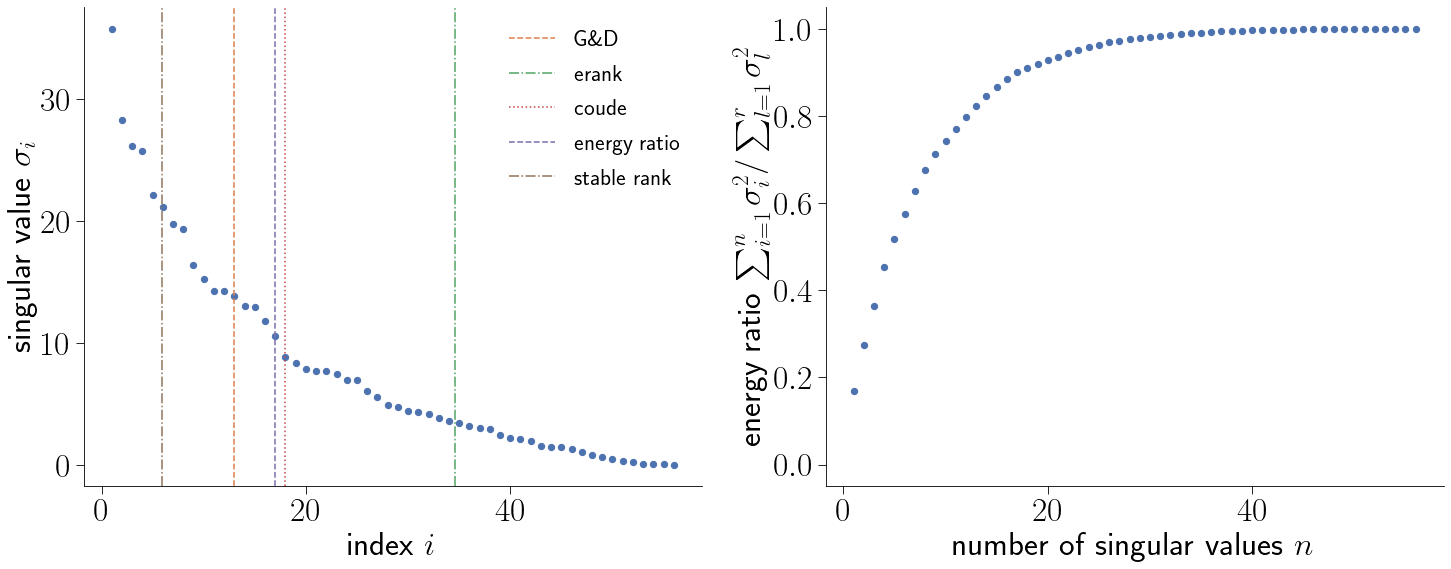 singular value σ_i
30
20
10
0
0
20
40
index i
G&D
erank
coude
energy ratio
stable rank
energy ratio ∑_{i=1}^n σ_i^2 / ∑_{l=1}^r σ_l^2
1.0
0.8
0.6
0.4
0.2
0.0
0
20
40
number of singular values n